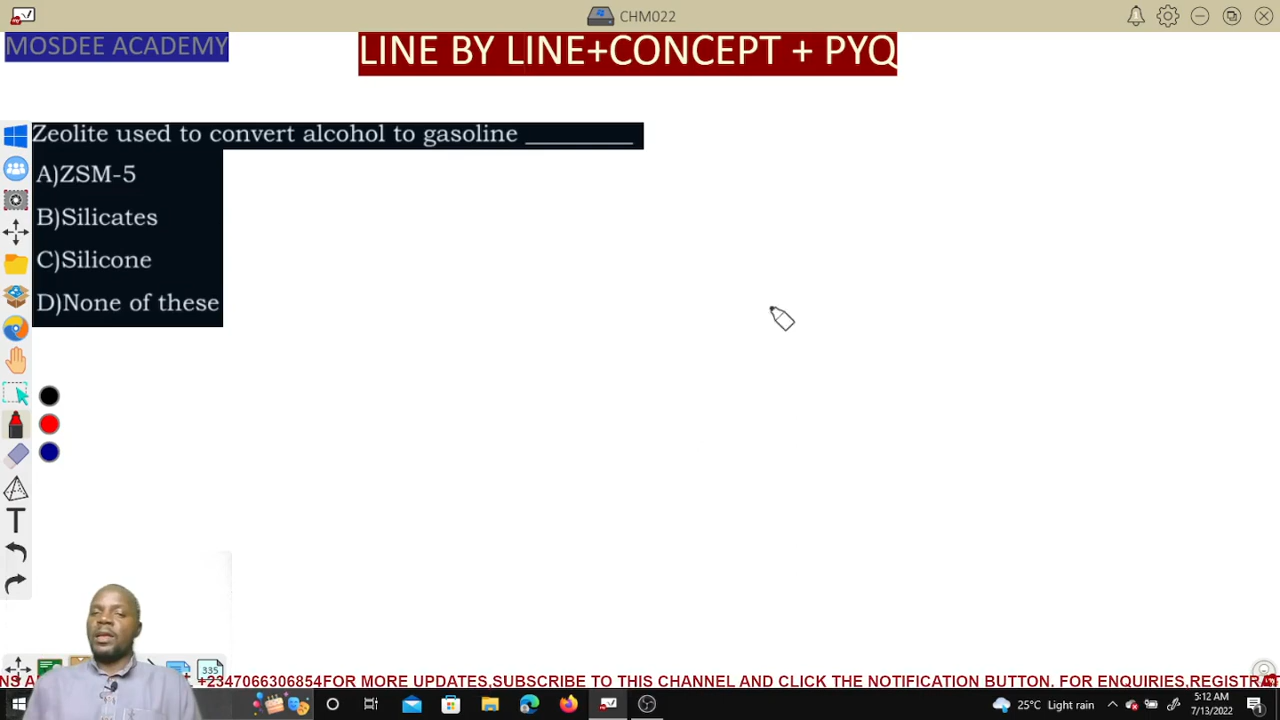 CHM022
MOSDEE ACADEMY
LINE BY LINE+CONCEPT + PYQ
Zeolite used to convert alcohol to gasoline __________
A)ZSM-5
B)Silicates
C)Silicone
D)None of these
T
335
+2347066306854FOR MORE UPDATES,SUBSCRIBE TO THIS CHANNEL AND CLICK THE NOTIFICATION BUTTON. FOR ENQUIRIES,REGISTRAT
25°C Light rain
5:12 AM
7/13/2022